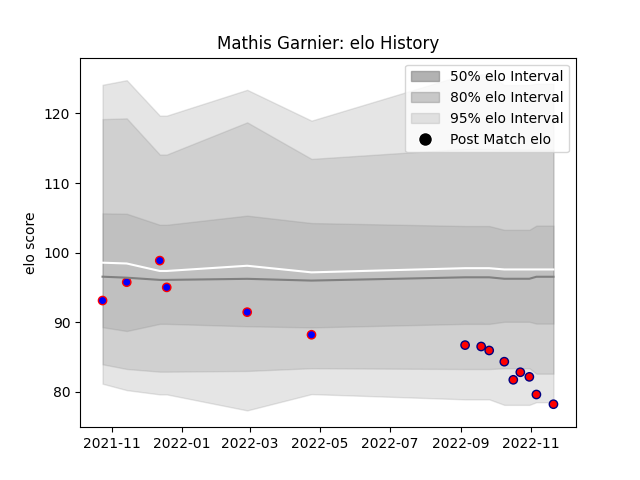 Mathis Garnier: elo History
50% elo Interval
80% elo Interval
95% elo Interval
Post Match elo
elo score
120
110
100
90
80
2021-11 2022-01 2022-03 2022-05 2022-07 2022-09 2022-11